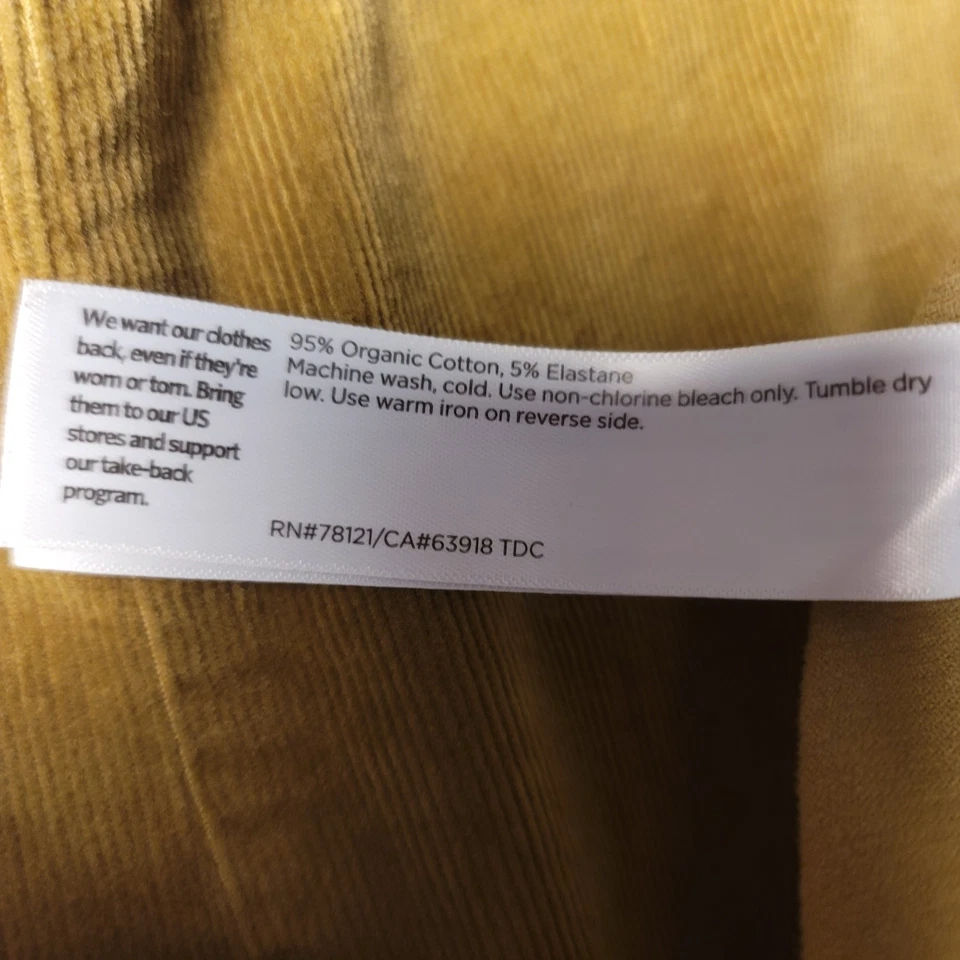 We want our clothes
back, even if they're
worn or torn. Bring
them to our US
stores and support
our take-back
program.
95% Organic Cotton, 5% Elastane
Machine wash, cold. Use non-chlorine bleach only. Tumble dry
low. Use warm iron on reverse side.
RN#78121/CA#63918 TDC